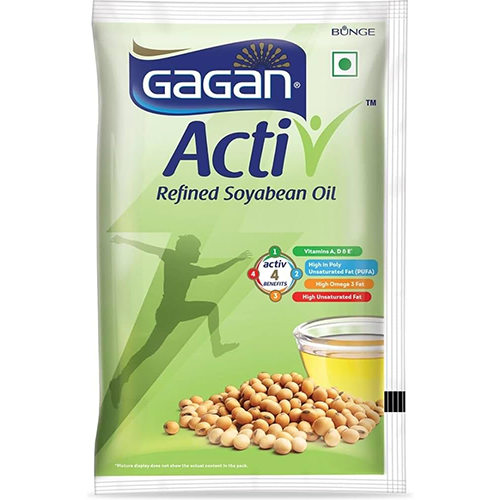 BUNGE
GAGAN®
ActiV™
Refined Soyabean Oil
1
Vitamins A, D & E*
activ
4
BENEFITS
2
High in Poly
Unsaturated Fat (PUFA)
4
High Omega 3 Fat
3
High Unsaturated Fat
*Picture display does not show the actual content in the pack.